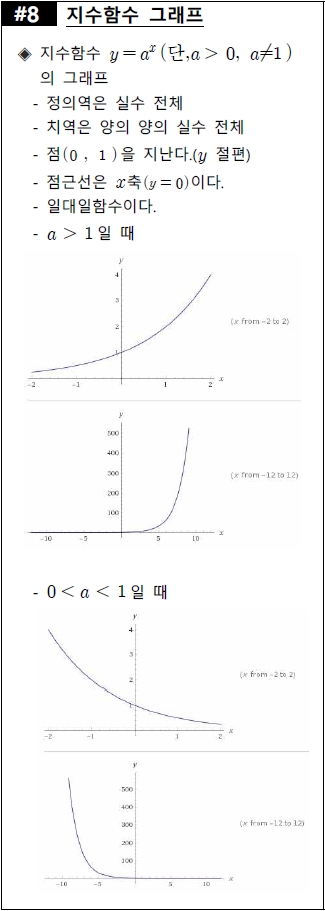 #8 지수함수 그래프
◈ 지수함수 y=aˣ (단,a > 0, a≠1)
의 그래프
- 정의역은 실수 전체
- 치역은 양의 양의 실수 전체
- 점(0 , 1)을 지난다.(y 절편)
- 점근선은 x축(y=0)이다.
- 일대일함수이다.
- a > 1일 때
y
4
3
2
1
-2 -1 1 2 x
(x from -2 to 2)
y
500
400
300
200
100
-10 -5 5 10 x
(x from -12 to 12)
- 0 < a < 1일 때
y
4
3
2
1
-2 -1 1 2 x
(x from -2 to 2)
y
500
400
300
200
100
-10 -5 5 10 x
(x from -12 to 12)